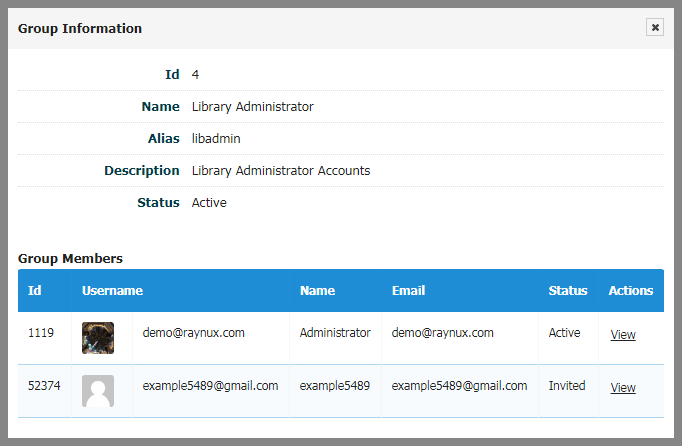 Group Information
Id 4
Name Library Administrator
Alias libadmin
Description Library Administrator Accounts
Status Active
Group Members
Id Username Name Email Status Actions
1119 demo@raynux.com Administrator demo@raynux.com Active View
52374 example5489@gmail.com example5489 example5489@gmail.com Invited View